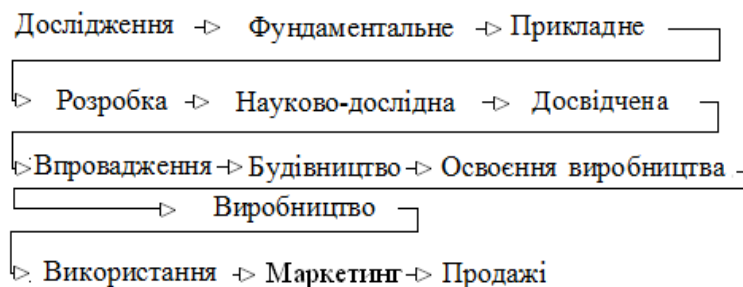 Дослідження Фундаментальне Прикладне
Розробка Науково-дослідна Досвідчена
Впровадження Будівництво Освоєння виробництва
Виробництво
Використання Маркетинг Продажі